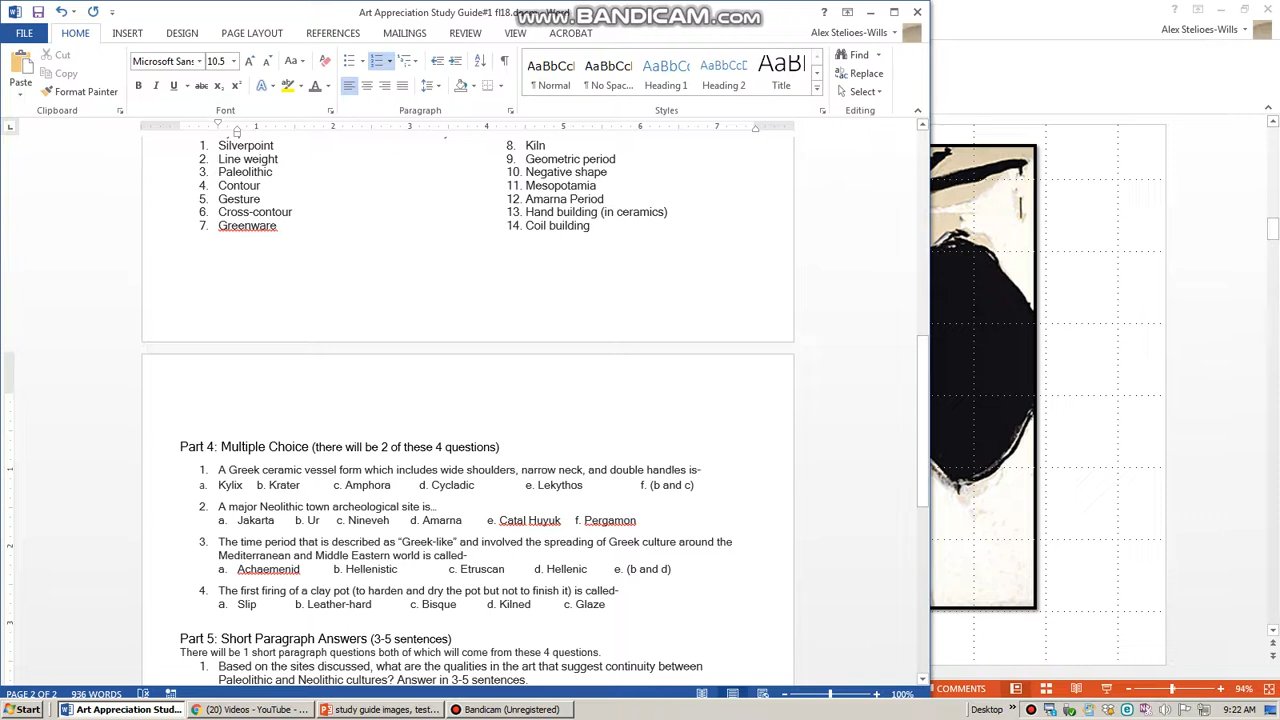 Art Appreciation Study Guide#1 fl18.
www.BANDICAM.com
FILE HOME INSERT DESIGN PAGE LAYOUT REFERENCES MAILINGS REVIEW VIEW ACROBAT
Alex Stelioes-Wills
Alex Stelioes-Wills
Paste
Cut
Copy
Format Painter
Clipboard
Microsoft Sans 10.5
Font
Paragraph
AaBbCcI AaBbCcI AaBbCcI AaBbCcD AaBl
¶ Normal ¶ No Spac... Heading 1 Heading 2 Title
Styles
Find
Replace
Select
Editing
1. Silverpoint
2. Line weight
3. Paleolithic
4. Contour
5. Gesture
6. Cross-contour
7. Greenware
8. Kiln
9. Geometric period
10. Negative shape
11. Mesopotamia
12. Amarna Period
13. Hand building (in ceramics)
14. Coil building
Part 4: Multiple Choice (there will be 2 of these 4 questions)
1. A Greek ceramic vessel form which includes wide shoulders, narrow neck, and double handles is-
a. Kylix b. Krater c. Amphora d. Cycladic e. Lekythos f. (b and c)
2. A major Neolithic town archeological site is...
a. Jakarta b. Ur c. Nineveh d. Amarna e. Catal Huyuk f. Pergamon
3. The time period that is described as “Greek-like” and involved the spreading of Greek culture around the
Mediterranean and Middle Eastern world is called-
a. Achaemenid b. Hellenistic c. Etruscan d. Hellenic e. (b and d)
4. The first firing of a clay pot (to harden and dry the pot but not to finish it) is called-
a. Slip b. Leather-hard c. Bisque d. Kilned c. Glaze
Part 5: Short Paragraph Answers (3-5 sentences)
There will be 1 short paragraph questions both of which will come from these 4 questions.
1. Based on the sites discussed, what are the qualities in the art that suggest continuity between
Paleolithic and Neolithic cultures? Answer in 3-5 sentences.
PAGE 2 OF 2 936 WORDS 100%
COMMENTS 94%
Start Art Appreciation Stud... (20) Videos - YouTube - ... study guide images, test... Bandicam (Unregistered) Desktop 9:22 AM